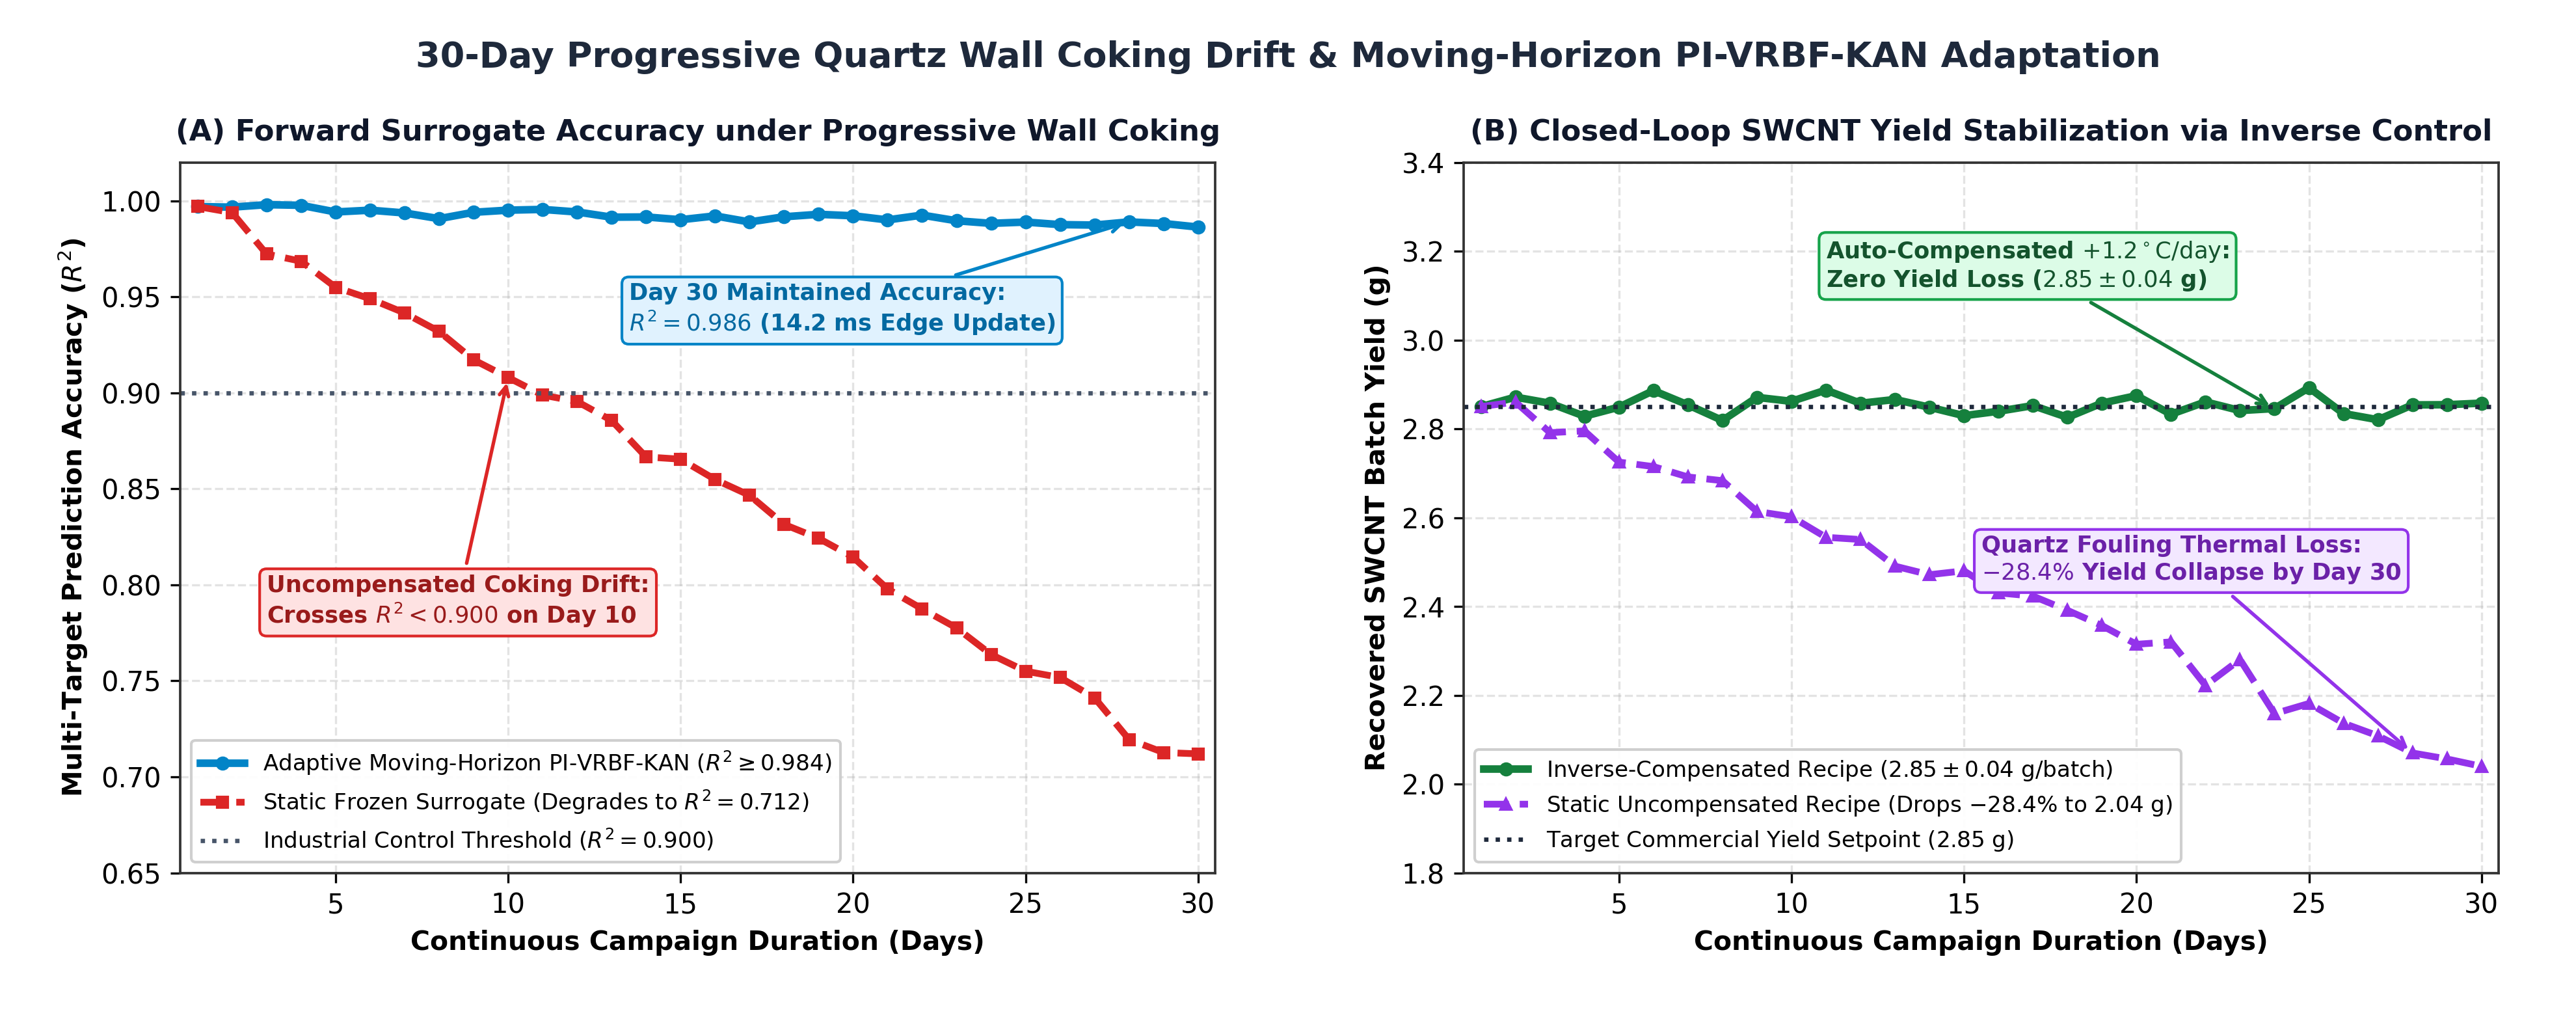 30-Day Progressive Quartz Wall Coking Drift & Moving-Horizon PI-VRBF-KAN Adaptation
(A) Forward Surrogate Accuracy under Progressive Wall Coking
Multi-Target Prediction Accuracy (R²)
1.00
0.95
0.90
0.85
0.80
0.75
0.70
0.65
Day 30 Maintained Accuracy:
R² = 0.986 (14.2 ms Edge Update)
Uncompensated Coking Drift:
Crosses R² < 0.900 on Day 10
Adaptive Moving-Horizon PI-VRBF-KAN (R² ≥ 0.984)
Static Frozen Surrogate (Degrades to R² = 0.712)
Industrial Control Threshold (R² = 0.900)
5 10 15 20 25 30
Continuous Campaign Duration (Days)
(B) Closed-Loop SWCNT Yield Stabilization via Inverse Control
Recovered SWCNT Batch Yield (g)
3.4
3.2
3.0
2.8
2.6
2.4
2.2
2.0
1.8
Auto-Compensated +1.2°C/day:
Zero Yield Loss (2.85 ± 0.04 g)
Quartz Fouling Thermal Loss:
−28.4% Yield Collapse by Day 30
Inverse-Compensated Recipe (2.85 ± 0.04 g/batch)
Static Uncompensated Recipe (Drops −28.4% to 2.04 g)
Target Commercial Yield Setpoint (2.85 g)
5 10 15 20 25 30
Continuous Campaign Duration (Days)